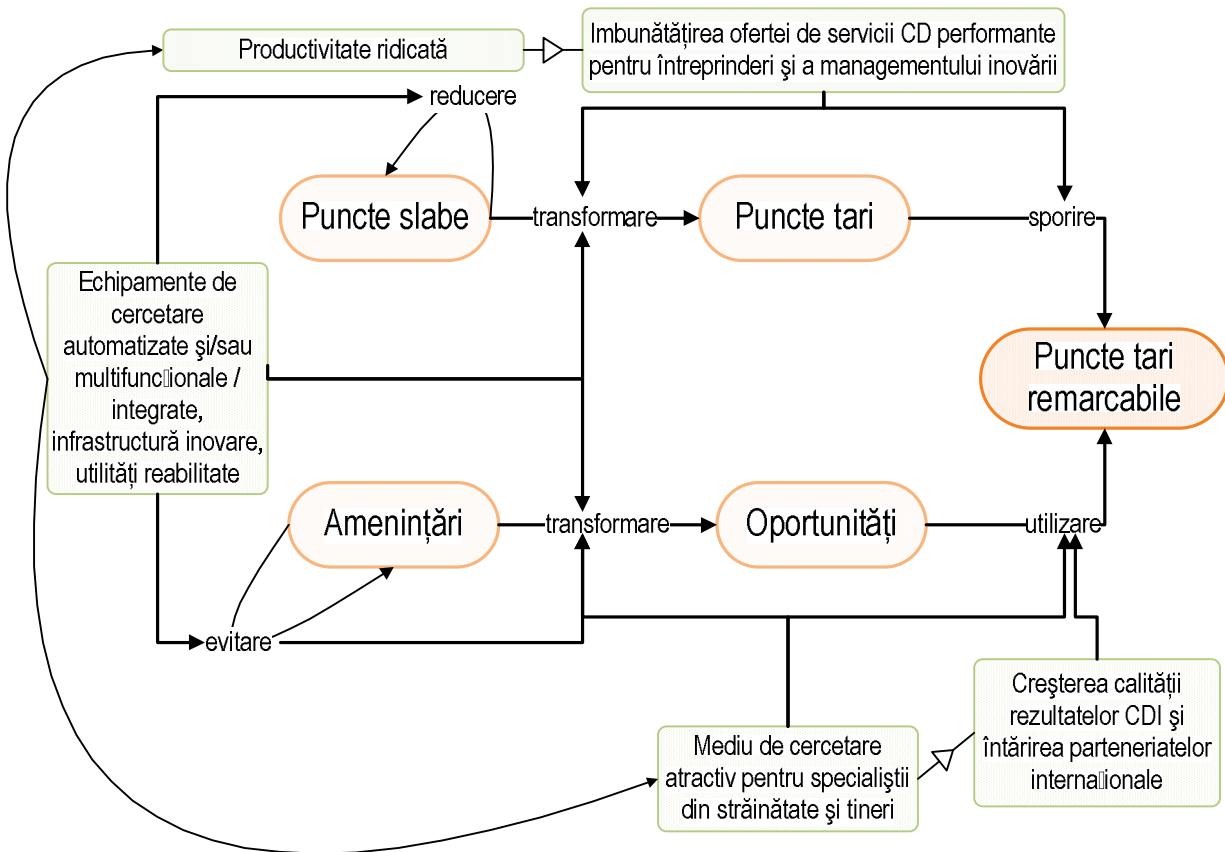 Productivitate ridicată
Imbunătățirea ofertei de servicii CD performante
pentru întreprinderi şi a managementului inovării
reducere
Puncte slabe
transformare
Puncte tari
sporire
Echipamente de
cercetare
automatizate şi/sau
multifunc▯ionale /
integrate,
infrastructură inovare,
utilități reabilitate
Puncte tari
remarcabile
Amenințări
transformare
Oportunități
utilizare
evitare
Creşterea calității
rezultatelor CDI şi
întărirea parteneriatelor
interna▯ionale
Mediu de cercetare
atractiv pentru specialiştii
din străinătate şi tineri